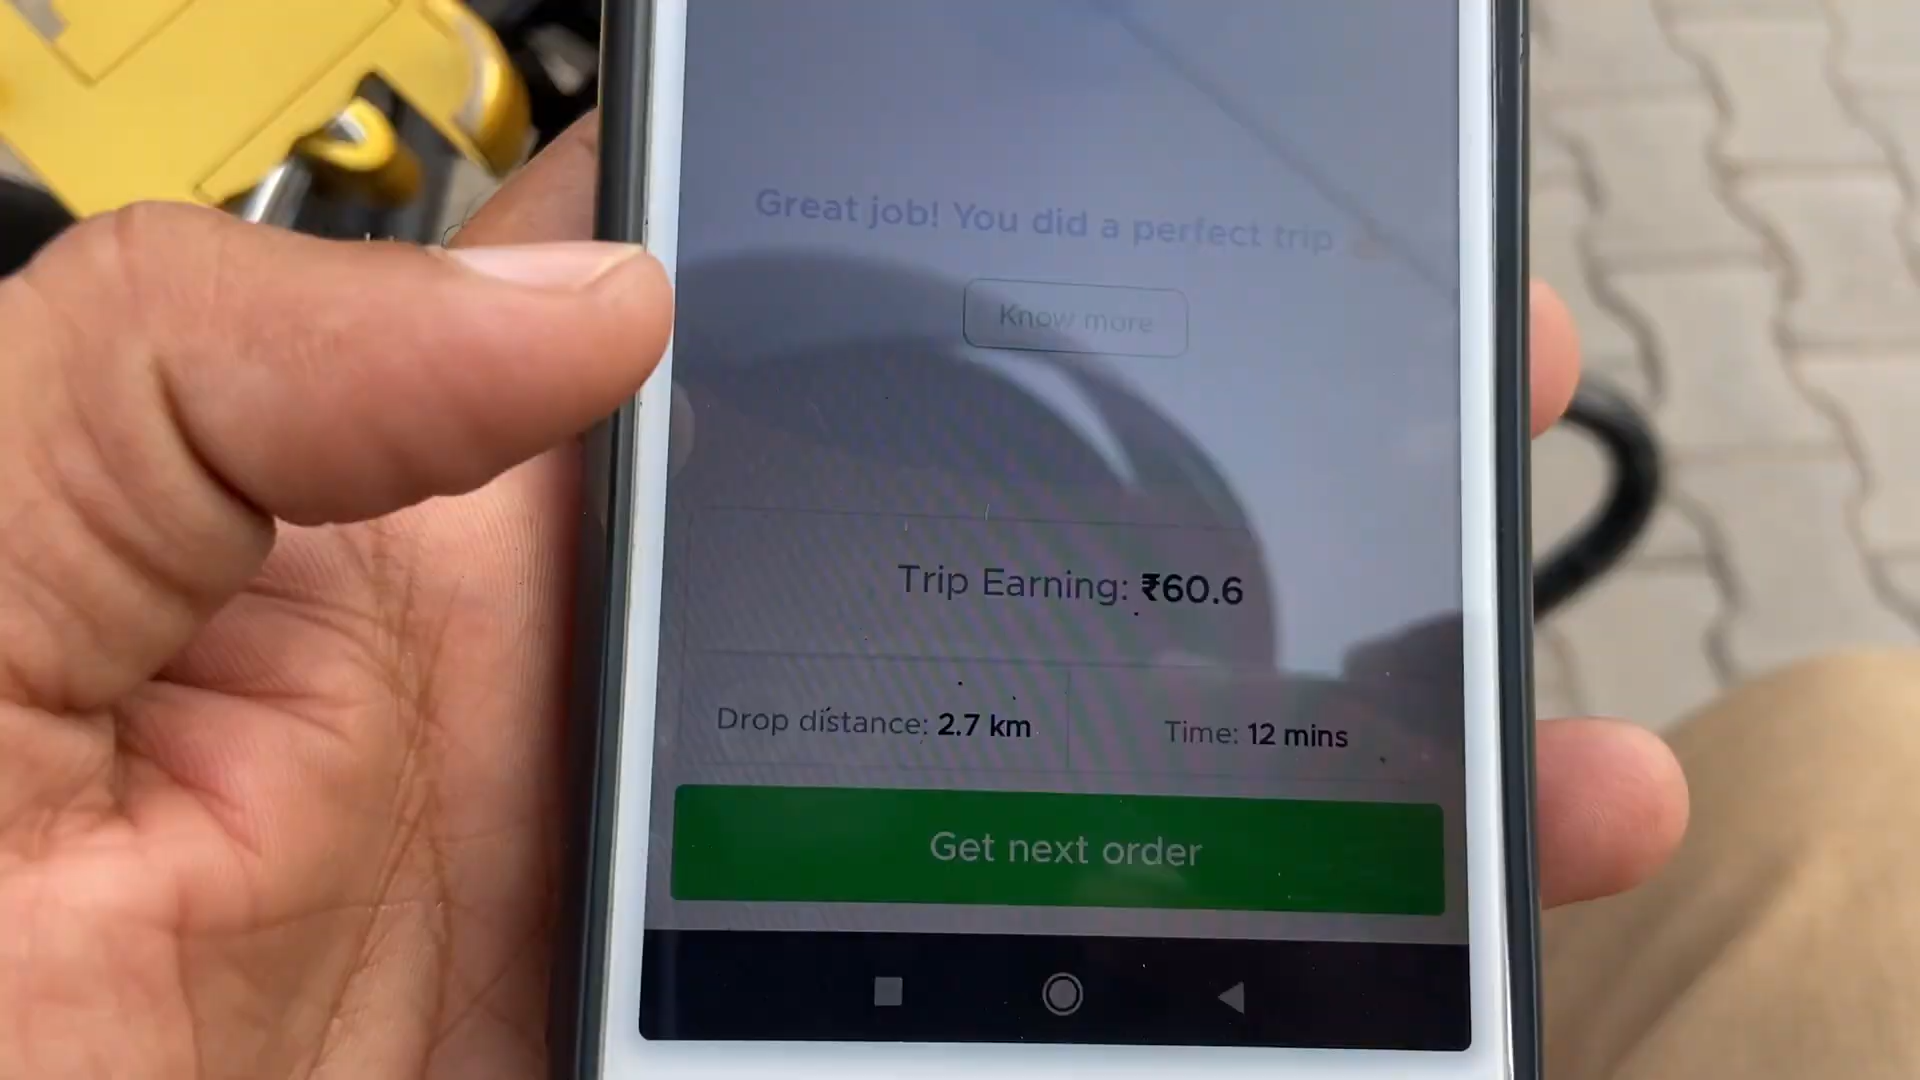 Great job! You did a perfect trip
Know more
Trip Earning: ₹60.6
Drop distance: 2.7 km
Time: 12 mins
Get next order